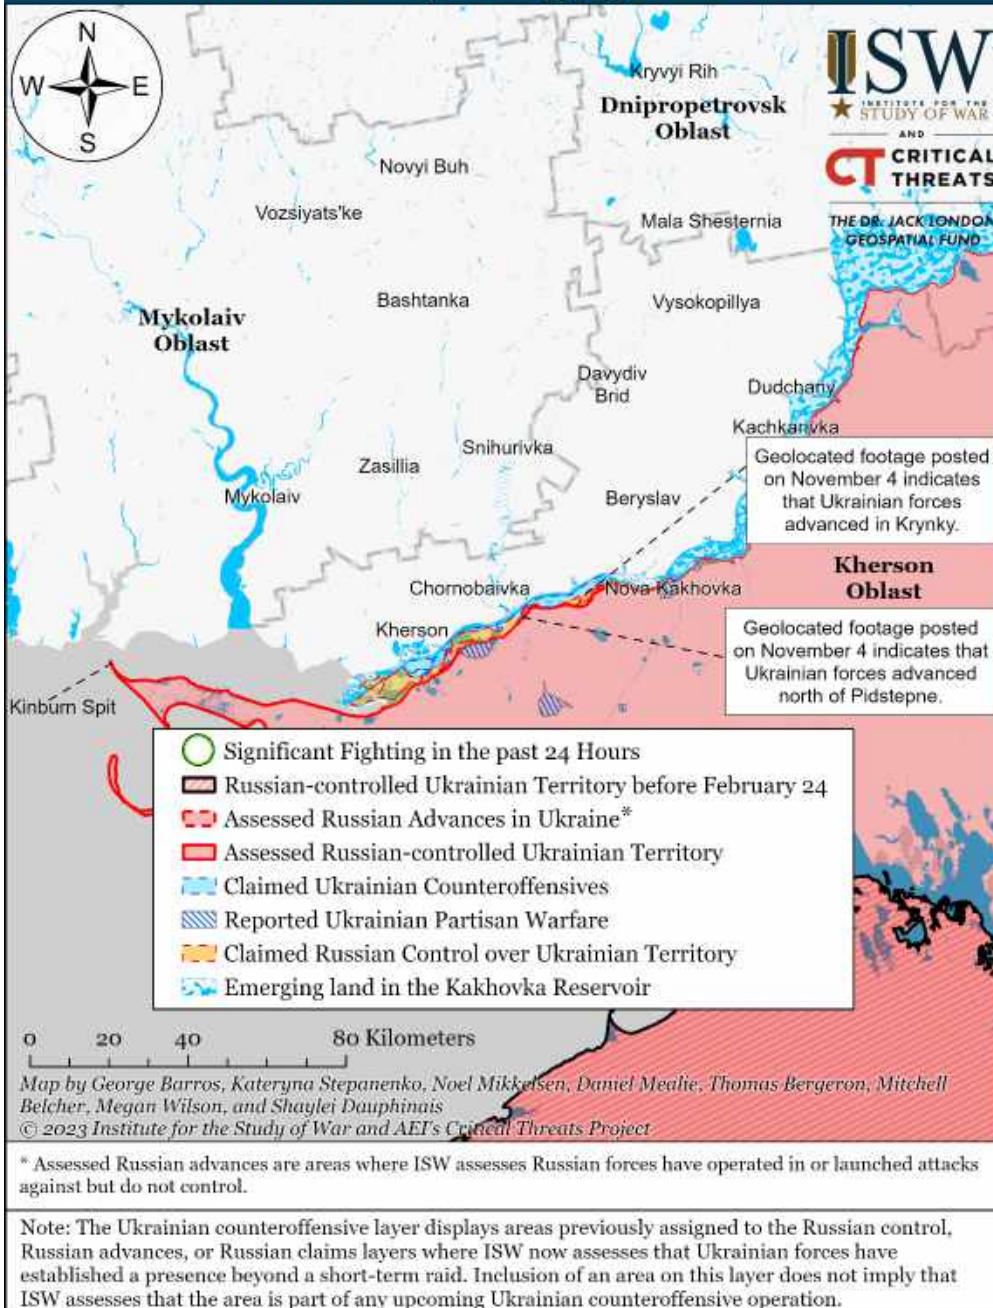 N
W E
S
ISW
INSTITUTE FOR THE
STUDY OF WAR
AND
CT CRITICAL
THREATS
THE DR. JACK LONDON
GEOSPATIAL FUND
Kryvyi Rih
Dnipropetrovsk
Oblast
Novyi Buh
Vozsiyats'ke
Mala Shesternia
Bashtanka
Vysokopillya
Mykolaiv
Oblast
Davydiv
Brid
Dudchany
Kachkarivka
Snihurivka
Zasillia
Mykolaiv
Beryslav
Geolocated footage posted
on November 4 indicates
that Ukrainian forces
advanced in Krynky.
Kherson
Oblast
Chornobaivka
Nova Kakhovka
Kherson
Geolocated footage posted
on November 4 indicates that
Ukrainian forces advanced
north of Pidstepne.
Kinburn Spit
Significant Fighting in the past 24 Hours
Russian-controlled Ukrainian Territory before February 24
Assessed Russian Advances in Ukraine*
Assessed Russian-controlled Ukrainian Territory
Claimed Ukrainian Counteroffensives
Reported Ukrainian Partisan Warfare
Claimed Russian Control over Ukrainian Territory
Emerging land in the Kakhovka Reservoir
0 20 40 80 Kilometers
Map by George Barros, Kateryna Stepanenko, Noel Mikkelsen, Daniel Mealie, Thomas Bergeron, Mitchell
Belcher, Megan Wilson, and Shaylei Dauphinais
© 2023 Institute for the Study of War and AEI's Critical Threats Project
* Assessed Russian advances are areas where ISW assesses Russian forces have operated in or launched attacks
against but do not control.
Note: The Ukrainian counteroffensive layer displays areas previously assigned to the Russian control,
Russian advances, or Russian claims layers where ISW now assesses that Ukrainian forces have
established a presence beyond a short-term raid. Inclusion of an area on this layer does not imply that
ISW assesses that the area is part of any upcoming Ukrainian counteroffensive operation.